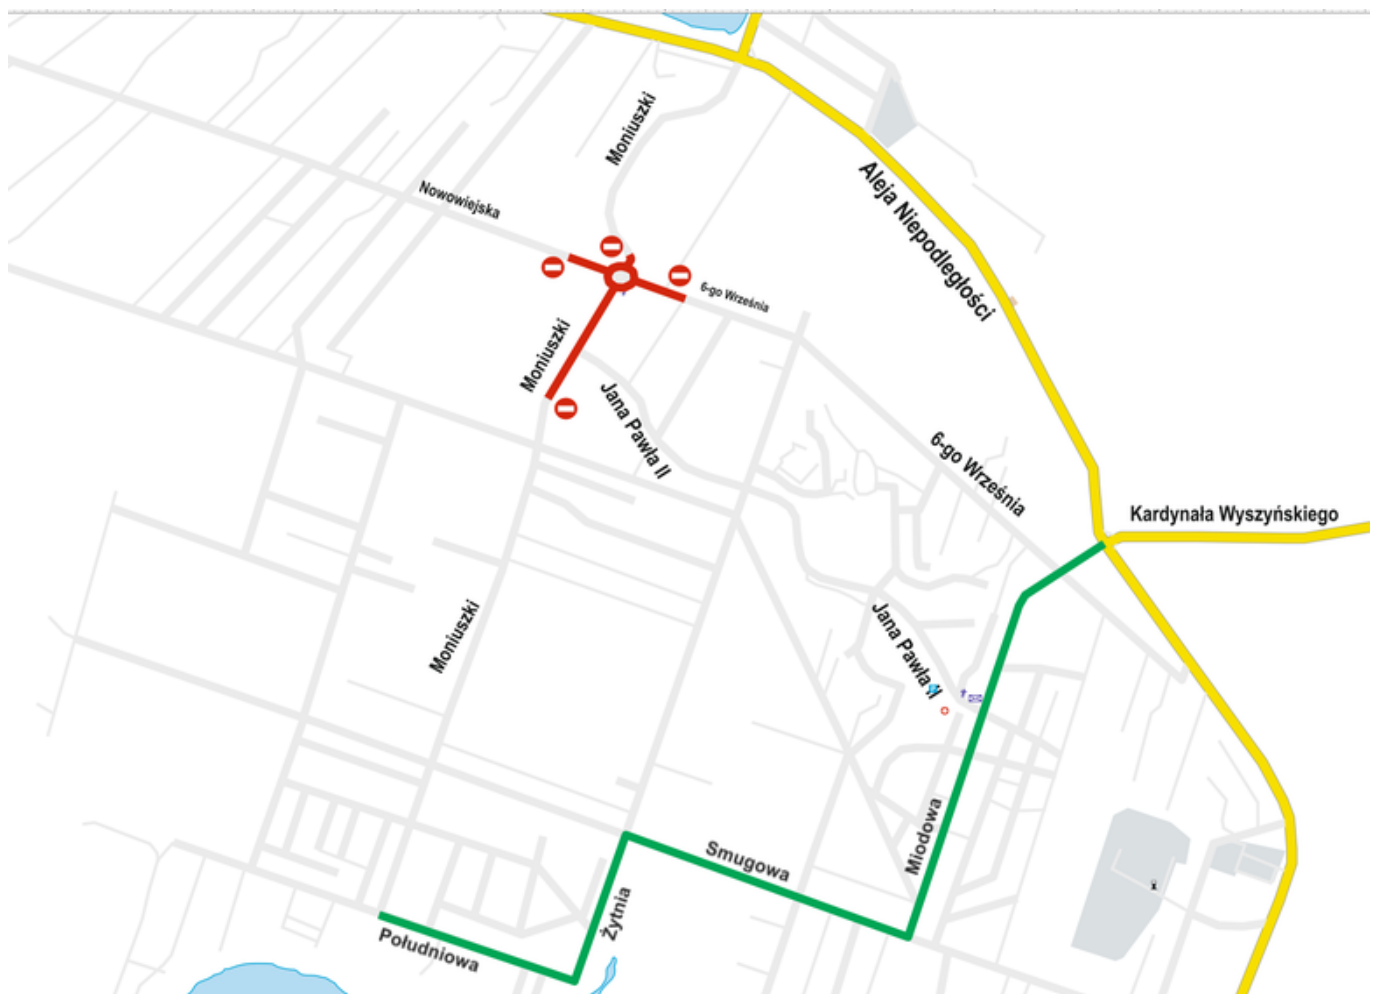 Moniuszki
Aleja Niepodległości
Nowowiejska
6-go Września
Moniuszki
Jana Pawła II
6-go Września
Kardynała Wyszyńskiego
Moniuszki
Jana Pawła II
Miodowa
Smugowa
Żytnia
Południowa